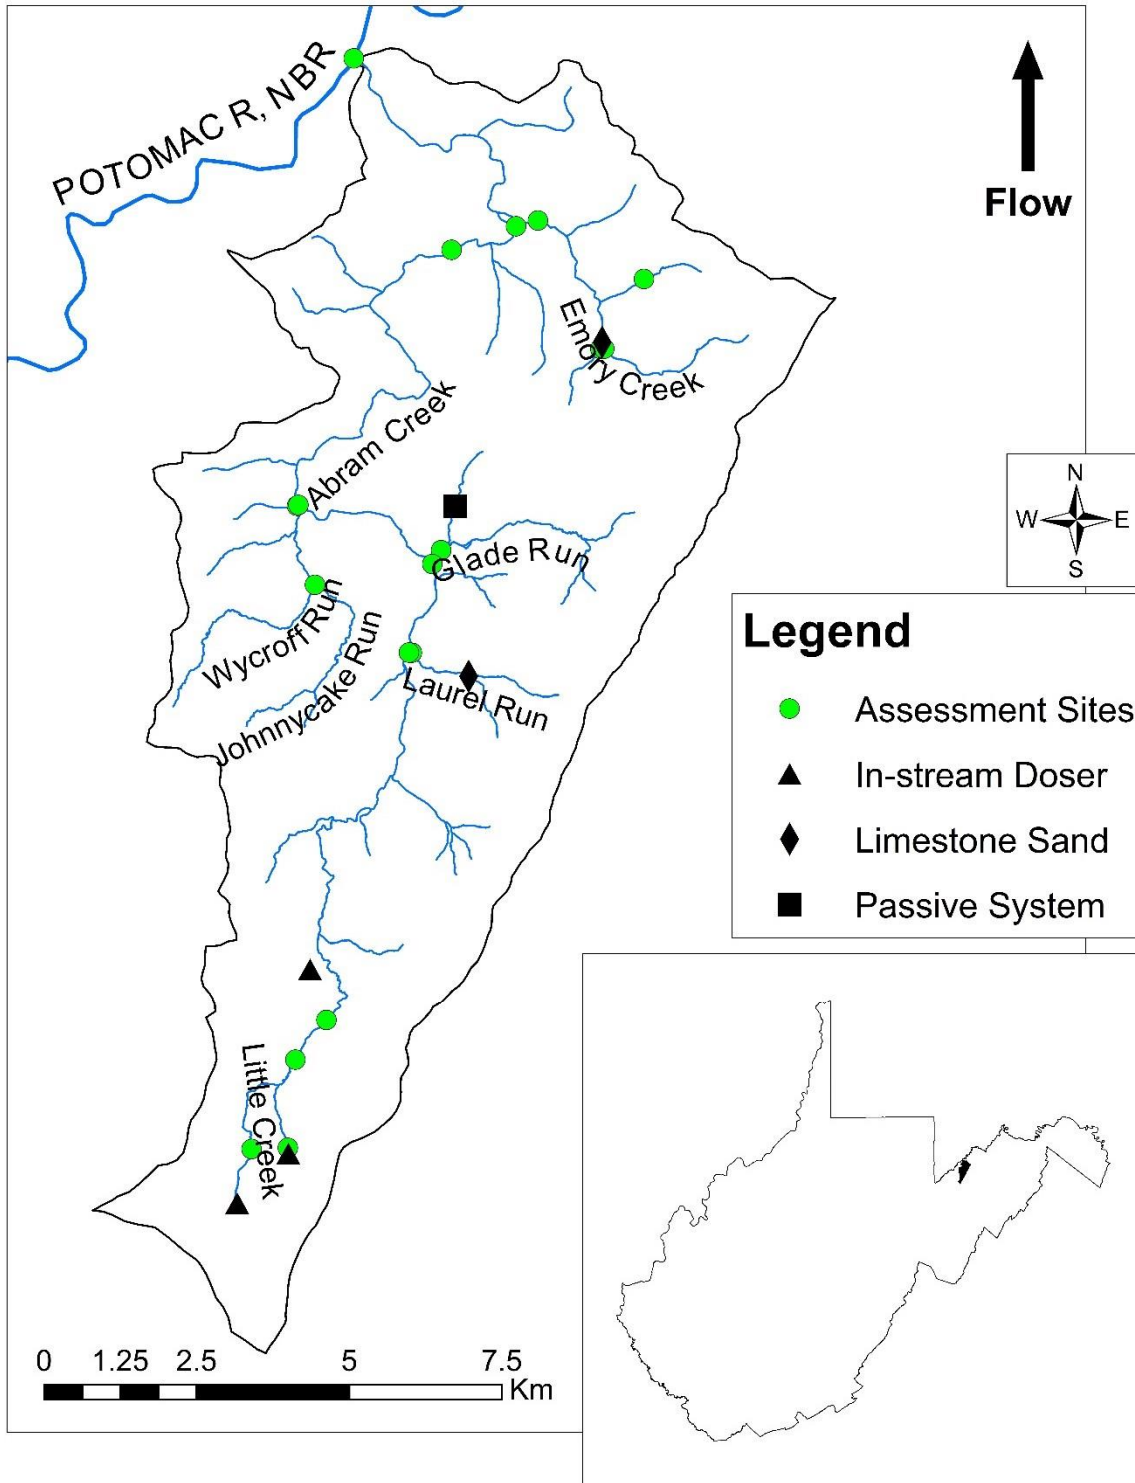 POTOMAC R, NBR
Flow
Emory Creek
Abram Creek
N
W E
S
Glade Run
Wycroff Run
Johnnycake Run
Laurel Run
Legend
Assessment Sites
In-stream Doser
Limestone Sand
Passive System
Little Creek
0 1.25 2.5 5 7.5
Km